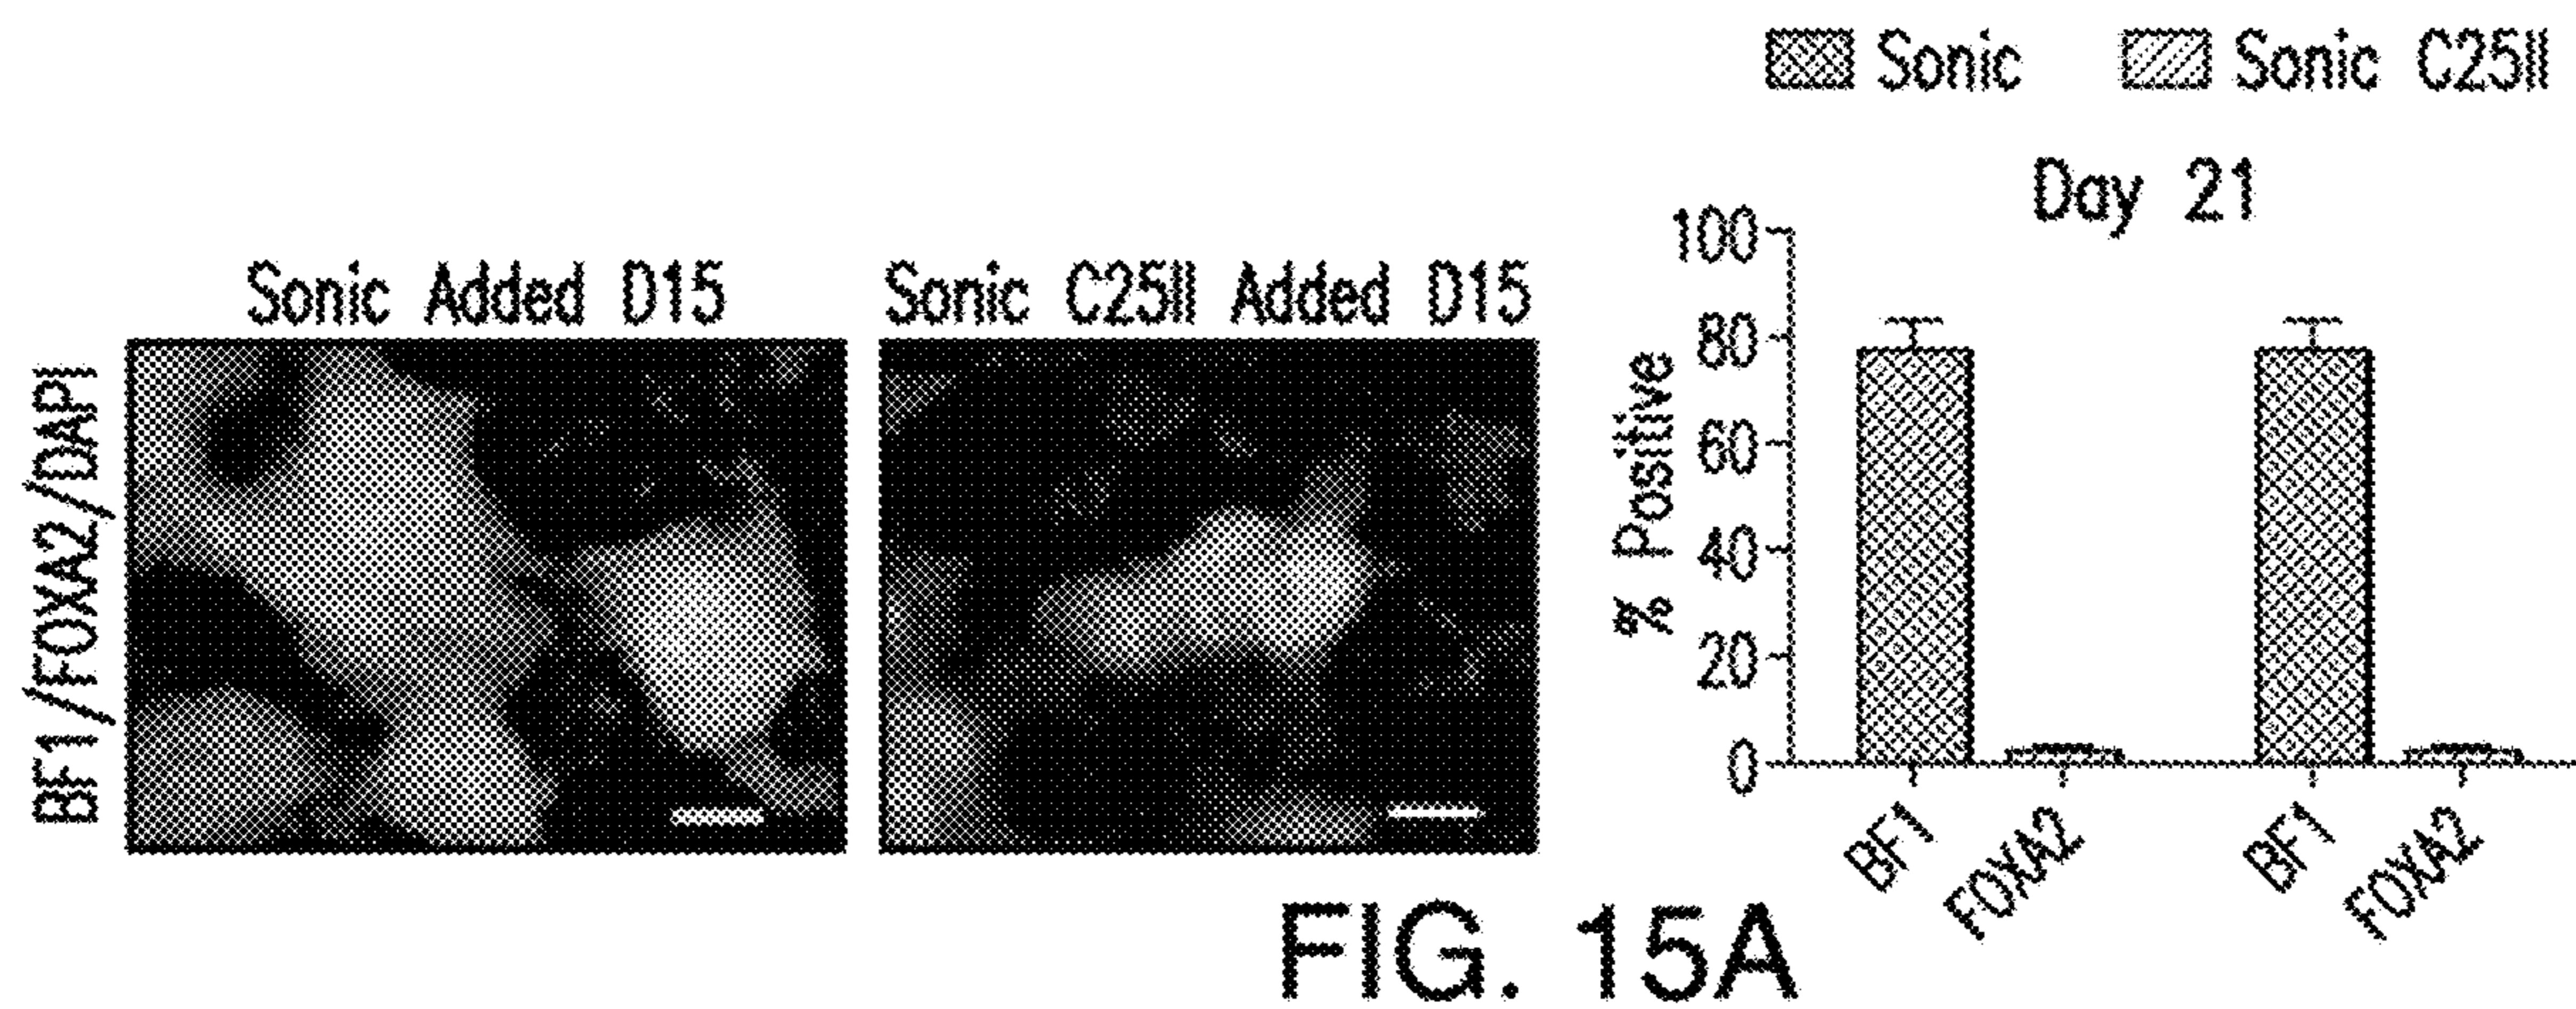 Sonic Sonic C25II
Day 21
Sonic Added D15 Sonic C25II Added D15
BF1/FOXA2/DAPI
% Positive
100
80
60
40
20
0
BF1 FOXA2 BF1 FOXA2
FIG. 15A